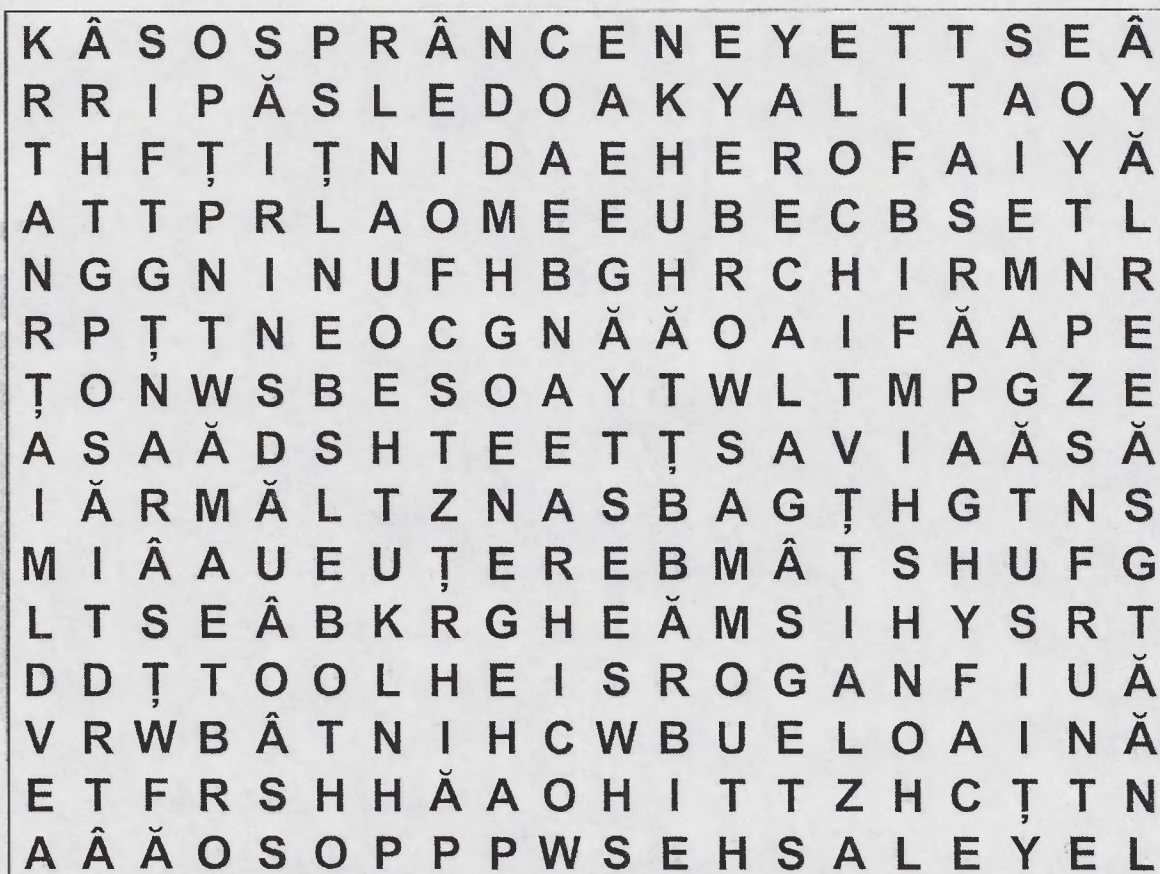 K Â S O S P R Â N C E N E Y E T T S E Â
R R I P Ă S L E D O A K Y A L I T A O Y
T H F Ț I Ț N I D A E H E R O F A I Y Ă
A T T P R L A O M E E U B E C B S E T L
N G G N I N U F H B G H R C H I R M N R
R P Ț T N E O C G N Ă Ă O A I F Ă A P E
Ț O N W S B E S O A Y T W L T M P G Z E
A S A Ă D S H T E E T Ț S A V I A Ă S Ă
I Ă R M Ă L T Z N A S B A G Ț H G T N S
M I Â A U E U Ț E R E B M Â T S H U F G
L T S E Â B K R G H E Ă M S I H Y S R T
D D Ț T O O L H E I S R O G A N F I U Ă
V R W B Â T N I H C W B U E L O A I N Ă
E T F R S H H Ă A O H I T T Z H C Ț T N
A Â Ă O S O P P P W S E H S A L E Y E L